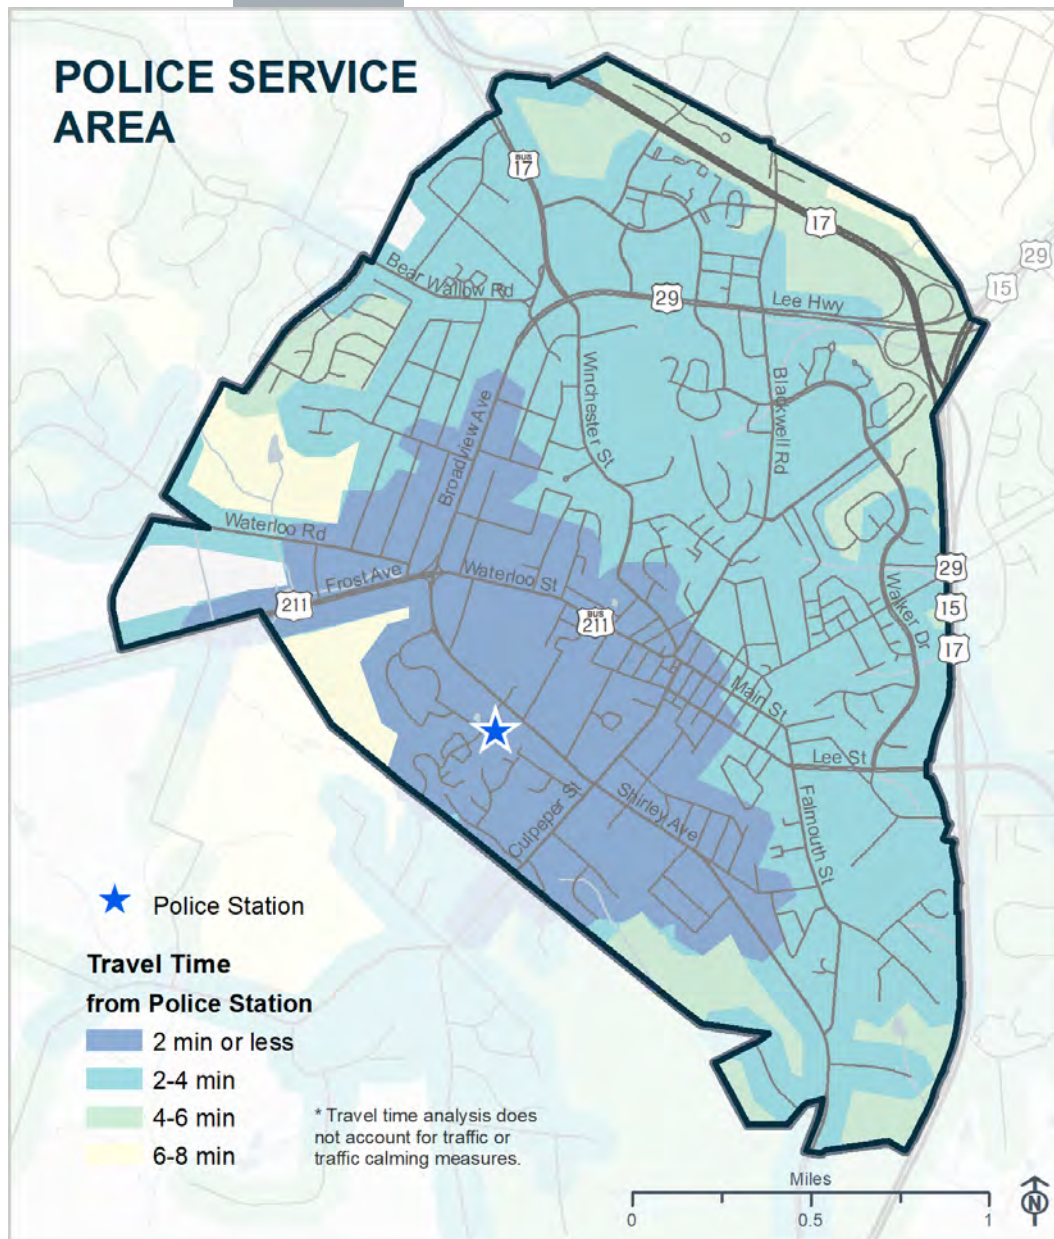 POLICE SERVICE
AREA
BUS
17
17
29
15
Bear Wallow Rd
29
Lee Hwy
Winchester St
Blackwell Rd
Broadview Ave
Waterloo Rd
Frost Ave
Waterloo St
211
BUS
211
29
15
17
Walker Dr
Main St
Lee St
Shirley Ave
Culpeper St
Falmouth St
Police Station
Travel Time
from Police Station
2 min or less
2-4 min
4-6 min
6-8 min
* Travel time analysis does
not account for traffic or
traffic calming measures.
Miles
0
0.5
1
N